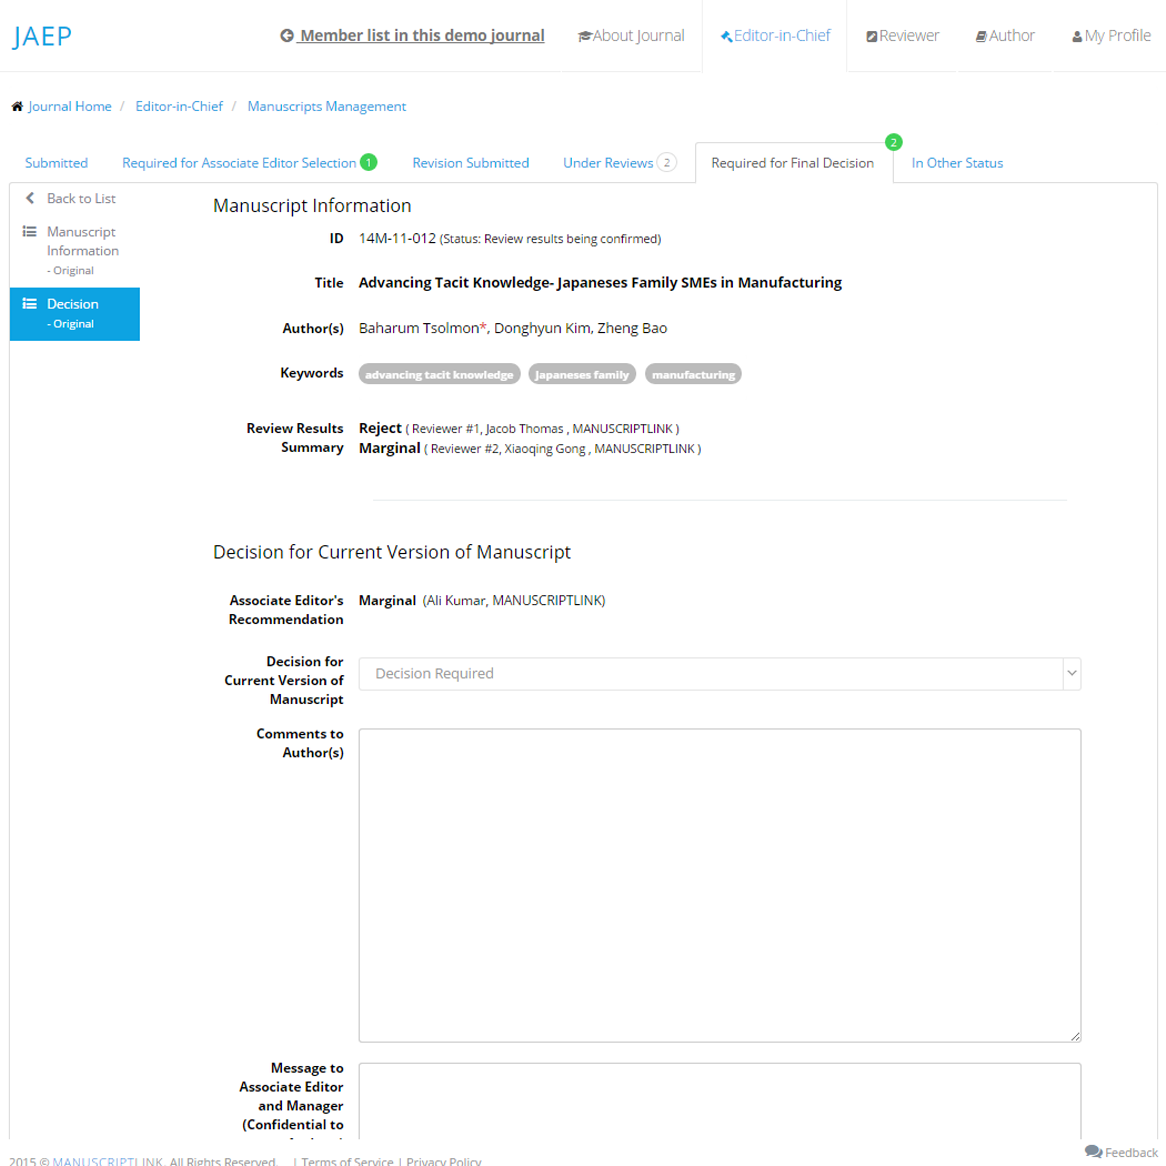 JAEP
Member list in this demo journal
About Journal
Editor-in-Chief
Reviewer
Author
My Profile
Journal Home / Editor-in-Chief / Manuscripts Management
Submitted
Required for Associate Editor Selection 1
Revision Submitted
Under Reviews 2
Required for Final Decision 2
In Other Status
Back to List
Manuscript
Information
- Original
Decision
- Original
Manuscript Information
ID 14M-11-012 (Status: Review results being confirmed)
Title Advancing Tacit Knowledge- Japaneses Family SMEs in Manufacturing
Author(s) Baharum Tsolmon*, Donghyun Kim, Zheng Bao
Keywords advancing tacit knowledge Japaneses family manufacturing
Review Results
Summary
Reject ( Reviewer #1, Jacob Thomas , MANUSCRIPTLINK )
Marginal ( Reviewer #2, Xiaoqing Gong , MANUSCRIPTLINK )
Decision for Current Version of Manuscript
Associate Editor's
Recommendation
Marginal (Ali Kumar, MANUSCRIPTLINK)
Decision for
Current Version of
Manuscript
Decision Required
Comments to
Author(s)
Message to
Associate Editor
and Manager
(Confidential to
Feedback
2015 © MANUSCRIPTLINK. All Rights Reserved. | Terms of Service | Privacy Policy